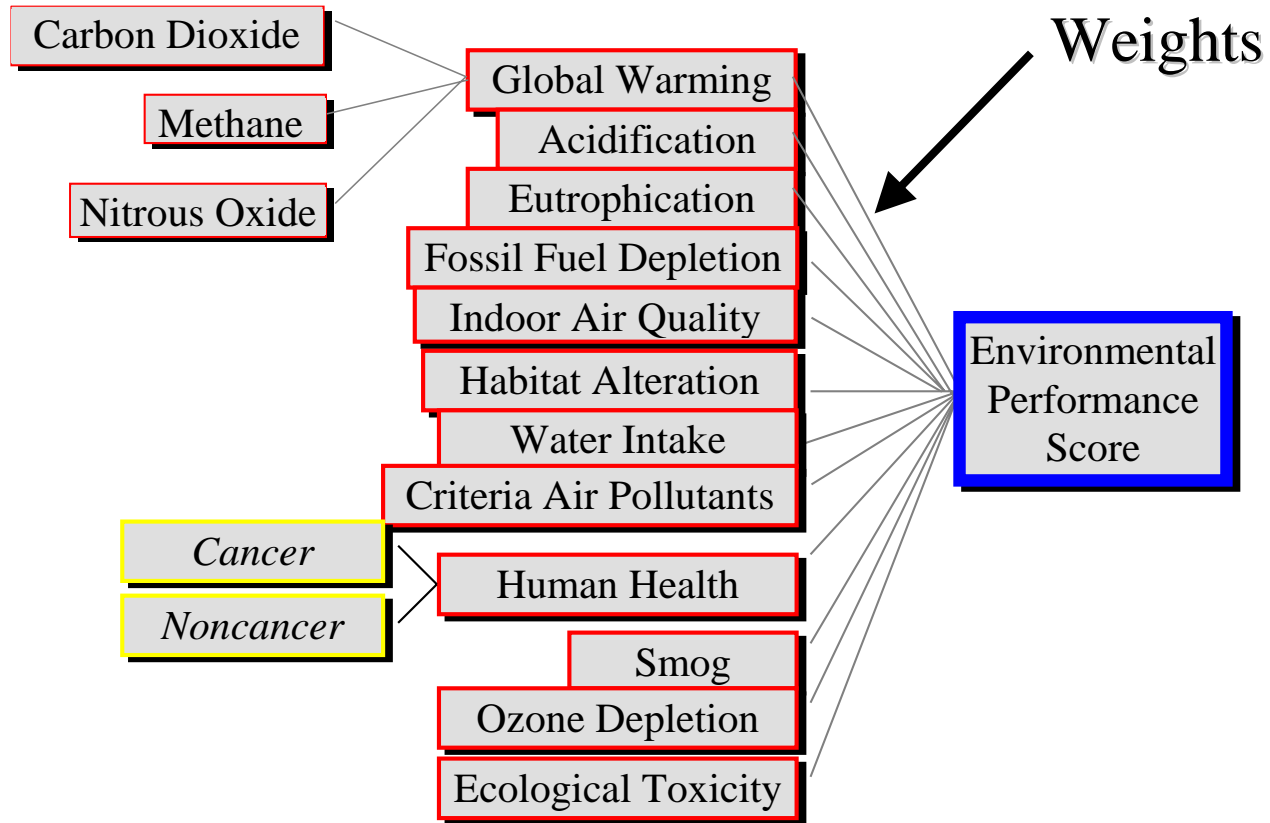 Carbon Dioxide
Methane
Nitrous Oxide
Global Warming
Acidification
Eutrophication
Fossil Fuel Depletion
Indoor Air Quality
Habitat Alteration
Water Intake
Criteria Air Pollutants
Cancer
Noncancer
Human Health
Smog
Ozone Depletion
Ecological Toxicity
Weights
Environmental
Performance
Score